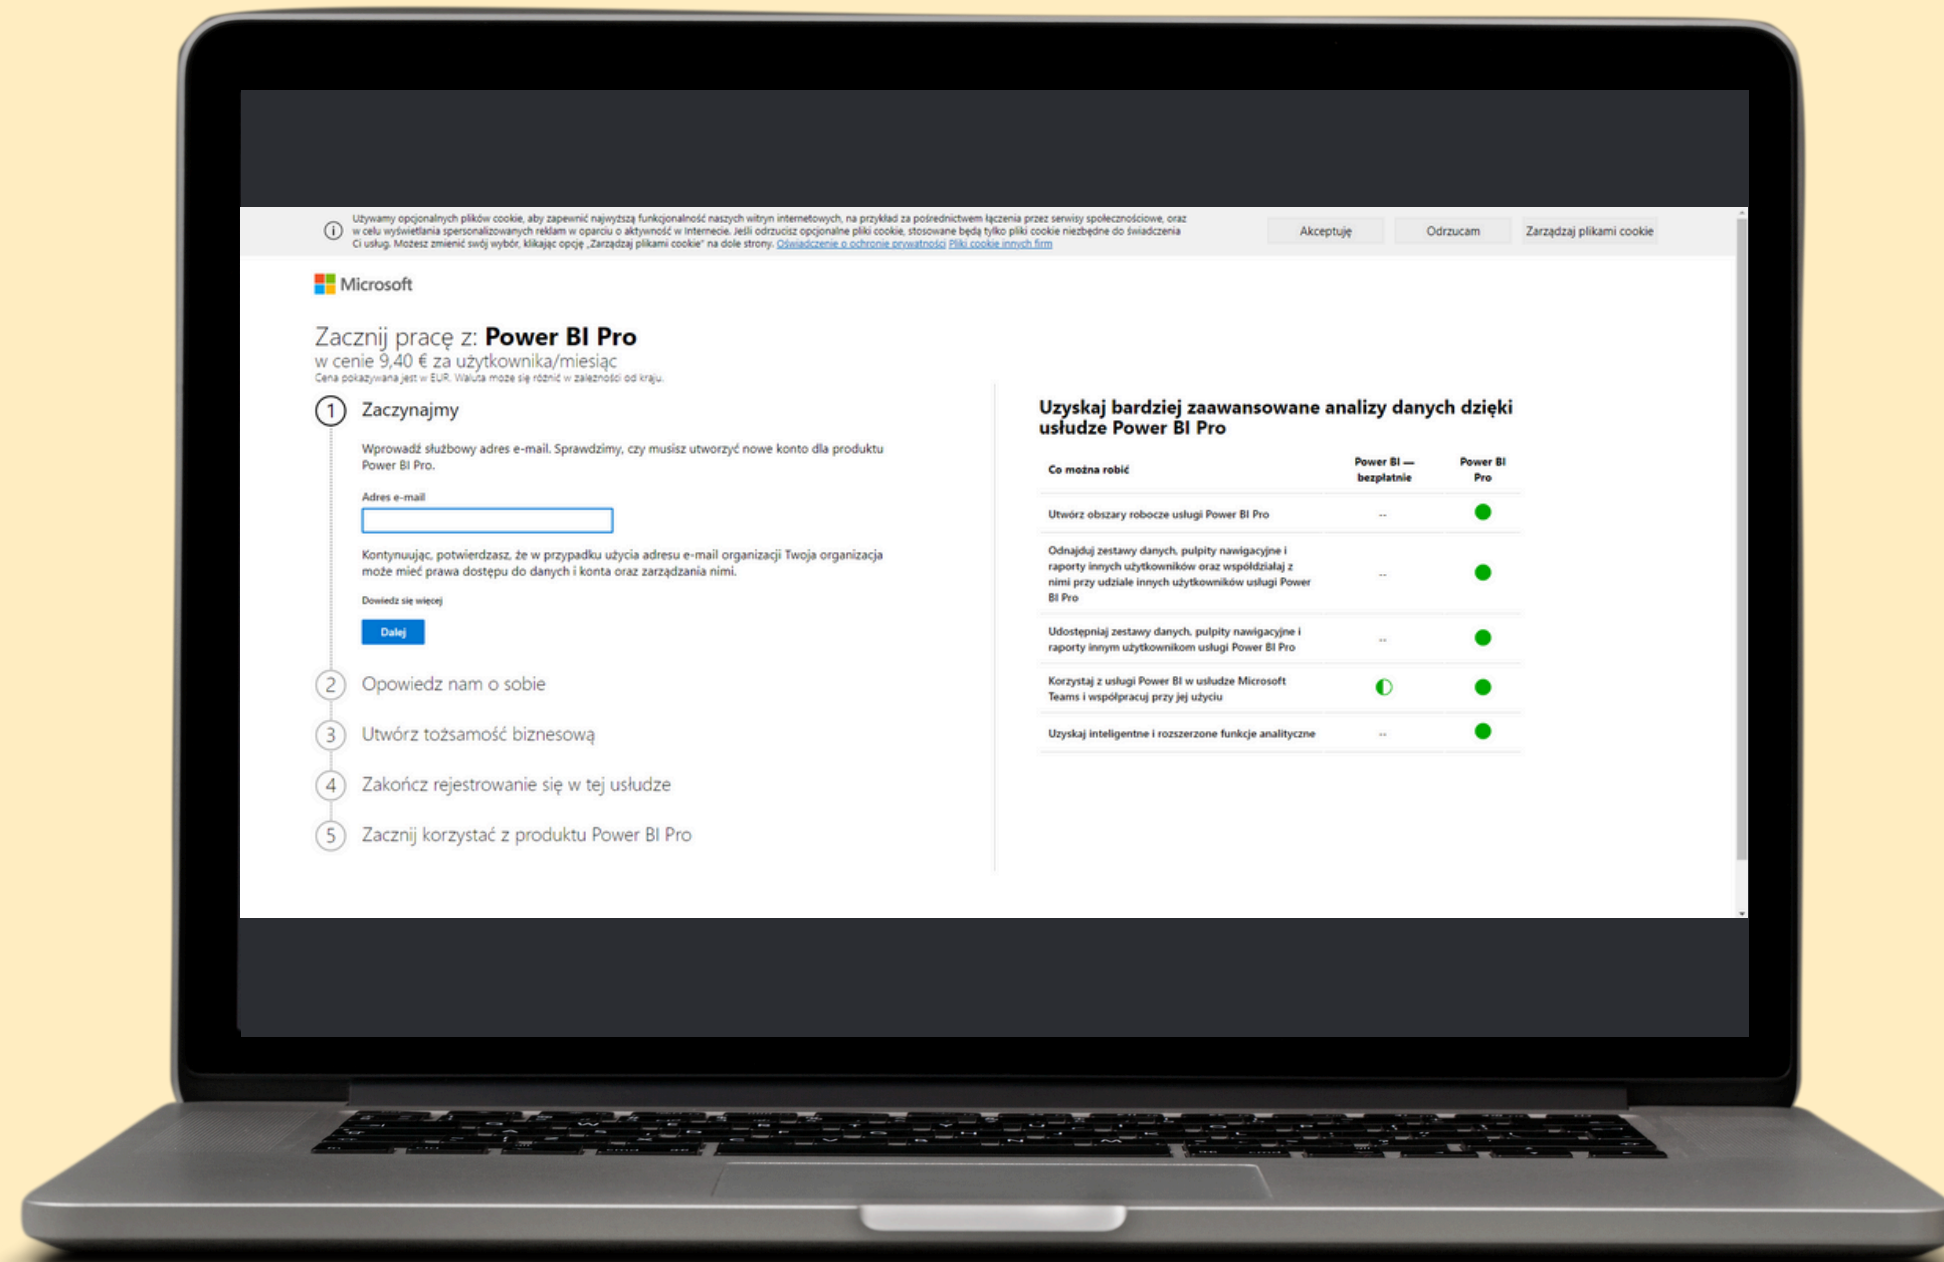 Używamy opcjonalnych plików cookie, aby zapewnić najwyższą funkcjonalność naszych witryn internetowych, na przykład za pośrednictwem łączenia przez serwisy społecznościowe, oraz
w celu wyświetlania spersonalizowanych reklam w oparciu o aktywność w Internecie. Jeśli odrzucisz opcjonalne pliki cookie, stosowane będą tylko pliki cookie niezbędne do świadczenia
Ci usług. Możesz zmienić swój wybór, klikając opcję „Zarządzaj plikami cookie” na dole strony. Oświadczenie o ochronie prywatności Pliki cookie innych firm
Akceptuję
Odrzucam
Zarządzaj plikami cookie
Microsoft
Zacznij pracę z: Power BI Pro
w cenie 9,40 € za użytkownika/miesiąc
Cena pokazywana jest w EUR. Waluta może się różnić w zależności od kraju.
1 Zaczynajmy
Wprowadź służbowy adres e-mail. Sprawdzimy, czy musisz utworzyć nowe konto dla produktu
Power BI Pro.
Adres e-mail
Kontynuując, potwierdzasz, że w przypadku użycia adresu e-mail organizacji Twoja organizacja
może mieć prawa dostępu do danych i konta oraz zarządzania nimi.
Dowiedz się więcej
Dalej
2 Opowiedz nam o sobie
3 Utwórz tożsamość biznesową
4 Zakończ rejestrowanie się w tej usłudze
5 Zacznij korzystać z produktu Power BI Pro
Uzyskaj bardziej zaawansowane analizy danych dzięki
usłudze Power BI Pro
Co można robić
Power BI —
bezpłatnie
Power BI
Pro
Utwórz obszary robocze usługi Power BI Pro
--
Odnajduj zestawy danych, pulpity nawigacyjne i
raporty innych użytkowników oraz współdziałaj z
nimi przy udziale innych użytkowników usługi Power
BI Pro
--
Udostępniaj zestawy danych, pulpity nawigacyjne i
raporty innym użytkownikom usługi Power BI Pro
--
Korzystaj z usługi Power BI w usłudze Microsoft
Teams i współpracuj przy jej użyciu
Uzyskaj inteligentne i rozszerzone funkcje analityczne
--